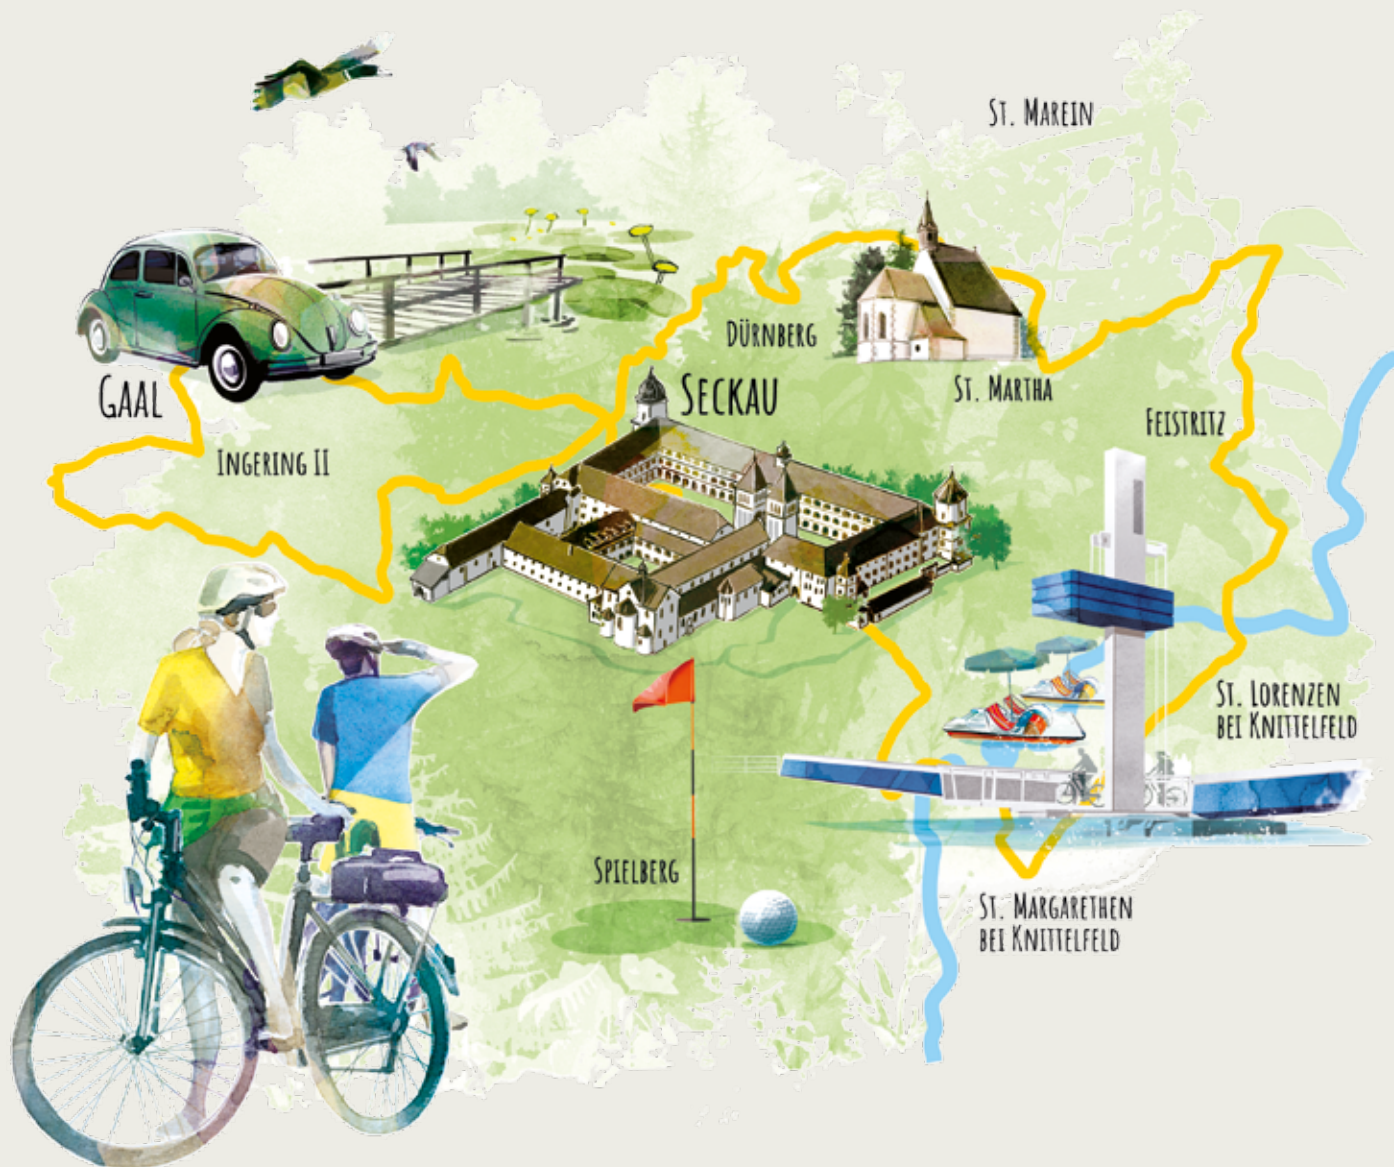 St. Marein
Dürnberg
Gaal
Seckau
St. Martha
Feistritz
Ingering II
St. Lorenzen
bei Knittelfeld
Spielberg
St. Margarethen
bei Knittelfeld